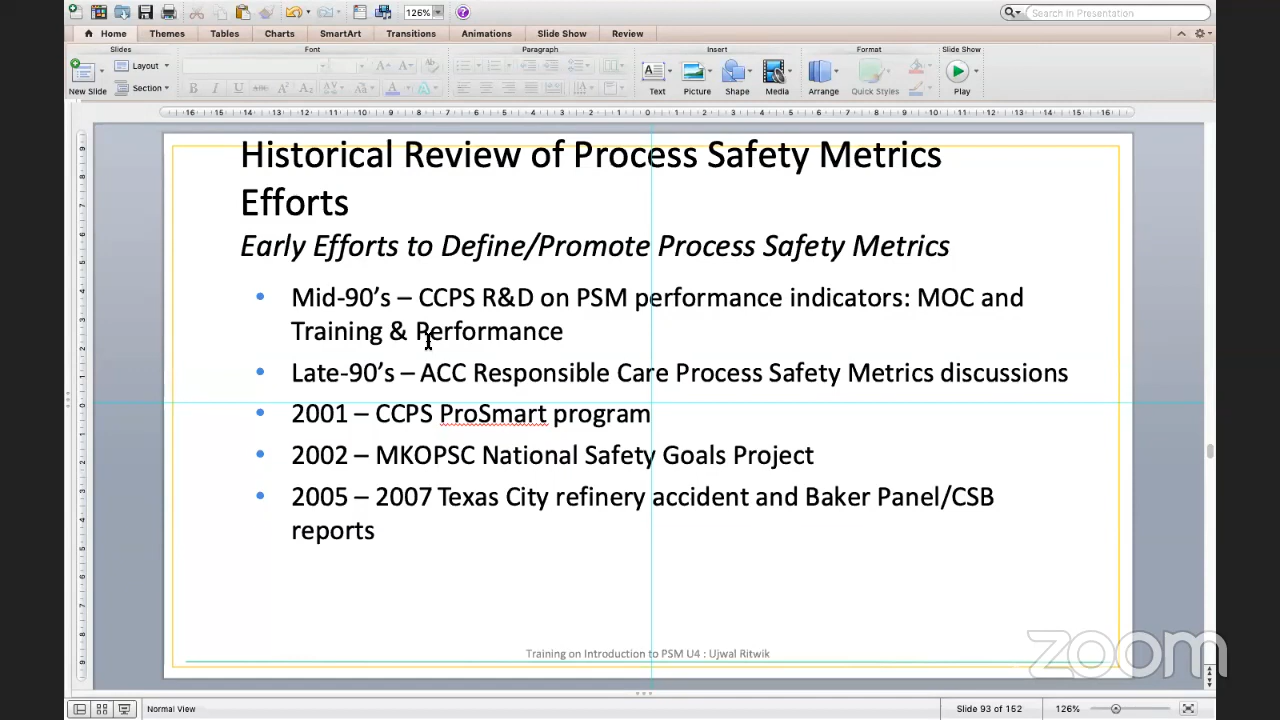 126%
Search in Presentation
Home
Themes
Tables
Charts
SmartArt
Transitions
Animations
Slide Show
Review
Slides
Font
Paragraph
Insert
Format
Slide Show
New Slide
Layout
Section
Text
Picture
Shape
Media
Arrange
Quick Styles
Play
Historical Review of Process Safety Metrics
Efforts
Early Efforts to Define/Promote Process Safety Metrics
• Mid-90’s – CCPS R&D on PSM performance indicators: MOC and
Training & Performance
• Late-90’s – ACC Responsible Care Process Safety Metrics discussions
• 2001 – CCPS ProSmart program
• 2002 – MKOPSC National Safety Goals Project
• 2005 – 2007 Texas City refinery accident and Baker Panel/CSB
reports
Training on Introduction to PSM U4 : Ujwal Ritwik
zoom
Normal View
Slide 93 of 152
126%